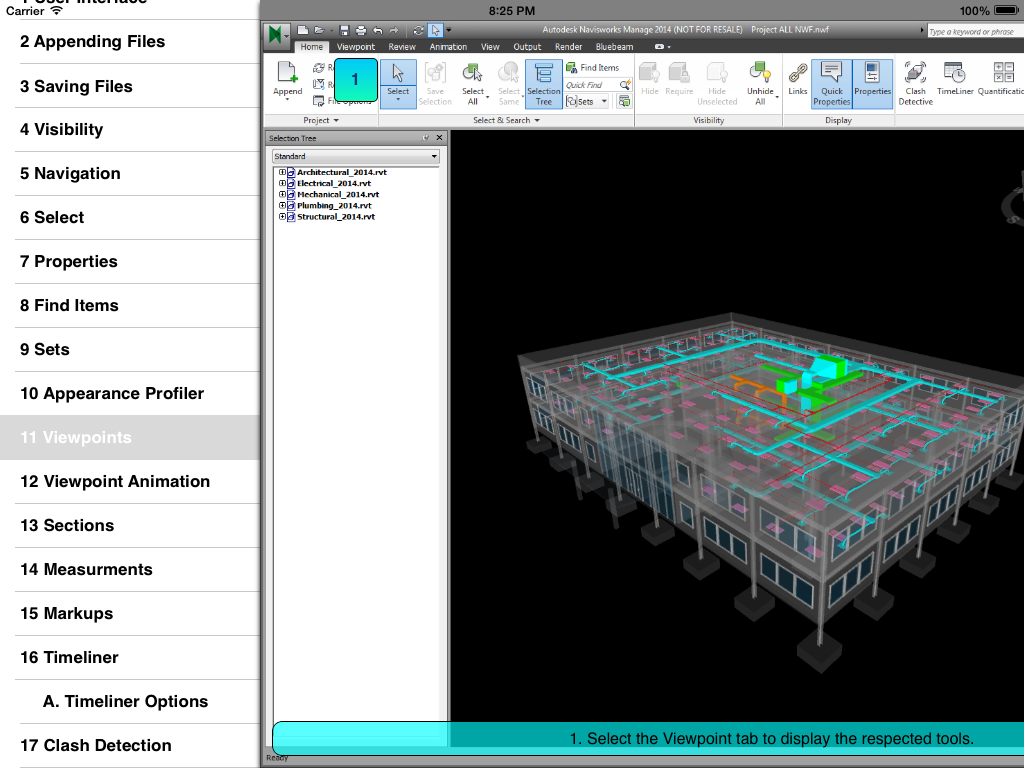 Carrier
8:25 PM
100%
1 User Interface
2 Appending Files
3 Saving Files
4 Visibility
5 Navigation
6 Select
7 Properties
8 Find Items
9 Sets
10 Appearance Profiler
11 Viewpoints
12 Viewpoint Animation
13 Sections
14 Measurments
15 Markups
16 Timeliner
A. Timeliner Options
17 Clash Detection
Autodesk Navisworks Manage 2014 (NOT FOR RESALE) Project ALL NWF.nwf
Type a keyword or phrase
Home Viewpoint Review Animation View Output Render Bluebeam
Append
1
File Options
Project
Select
Save Selection
Select All
Select Same
Selection Tree
Find Items
Quick Find
Sets
Select & Search
Hide
Require
Hide Unselected
Unhide All
Visibility
Links
Quick Properties
Properties
Display
Clash Detective
TimeLiner
Quantificatio
Selection Tree
Standard
Architectural_2014.rvt
Electrical_2014.rvt
Mechanical_2014.rvt
Plumbing_2014.rvt
Structural_2014.rvt
S
1. Select the Viewpoint tab to display the respected tools.
Ready